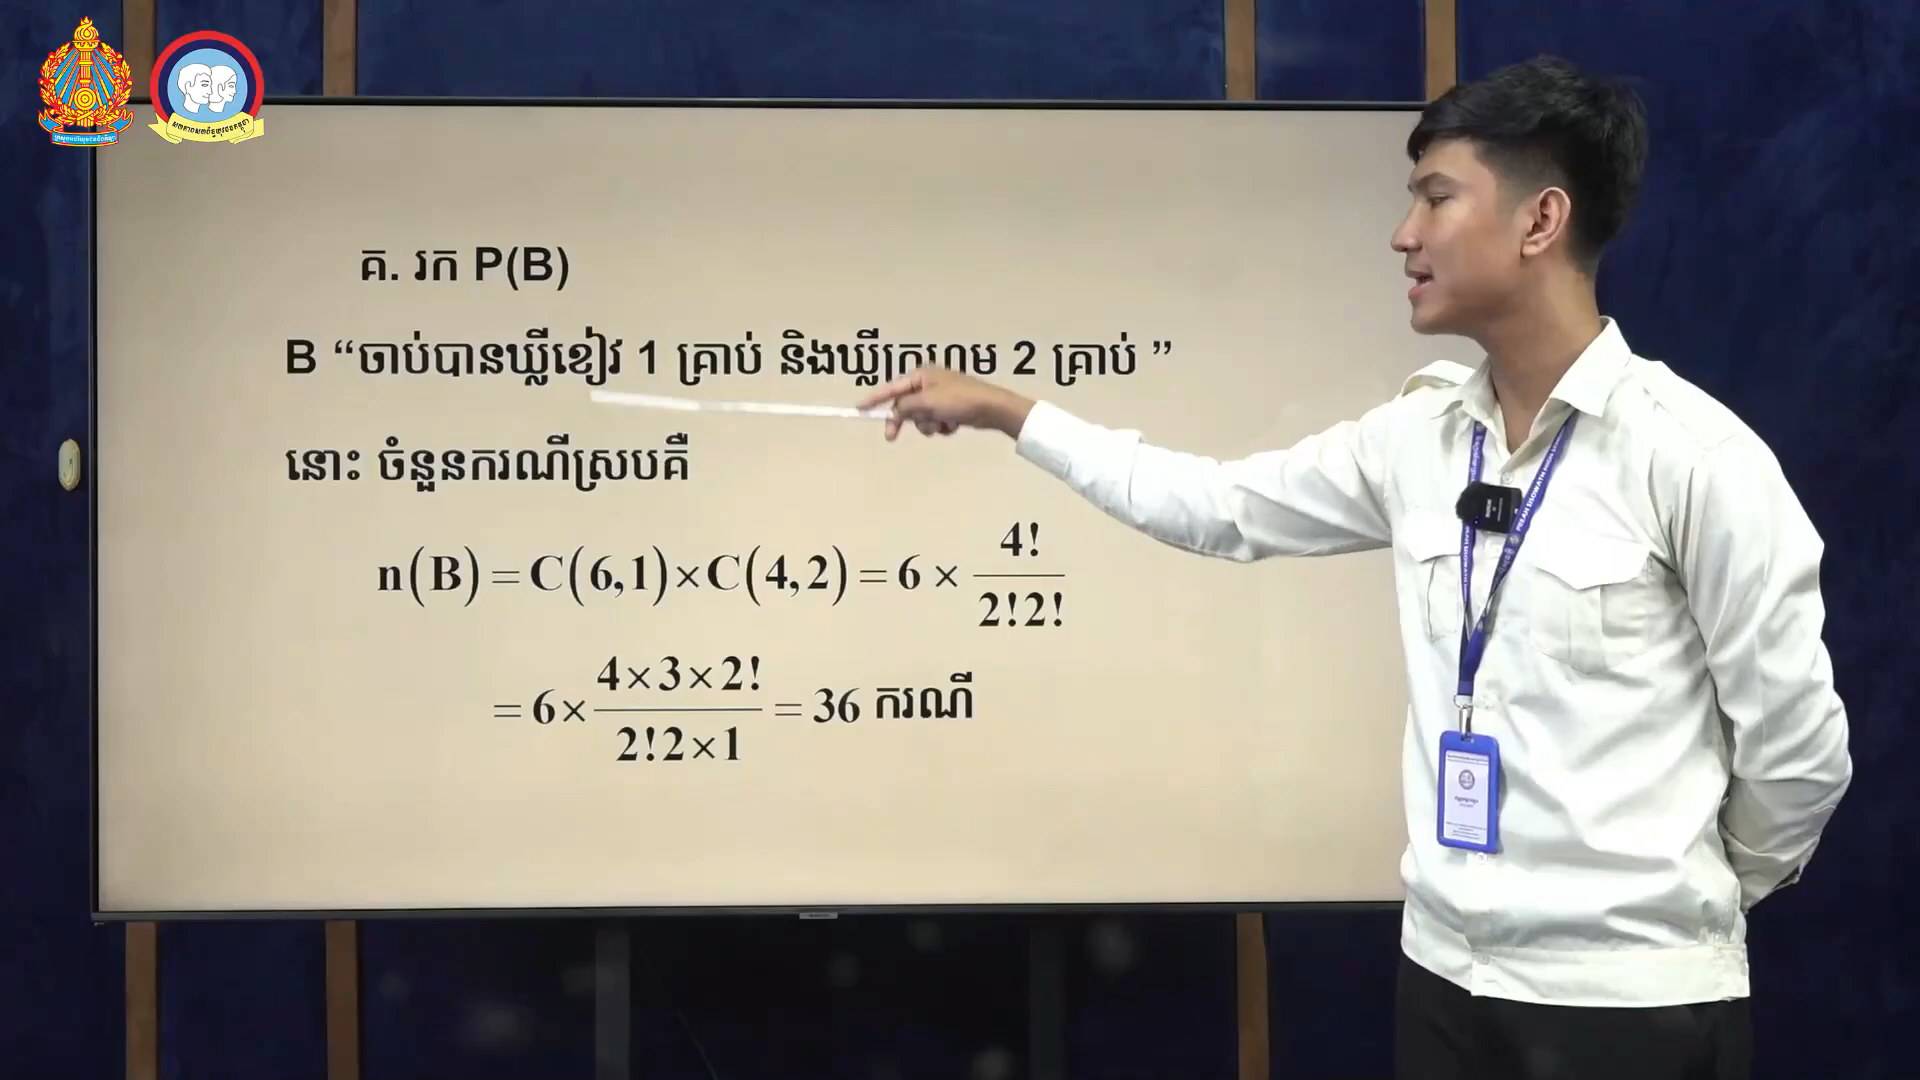 គ. រក P(B)
B “ចាប់បានឃ្លីខៀវ 1 គ្រាប់ និងឃ្លីក្រហម 2 គ្រាប់ ”
នោះ ចំនួនករណីស្របគឺ
n(B) = C(6,1)×C(4,2) = 6 × 4!/2!2!
= 6× 4×3×2!/2!2×1 = 36 ករណី